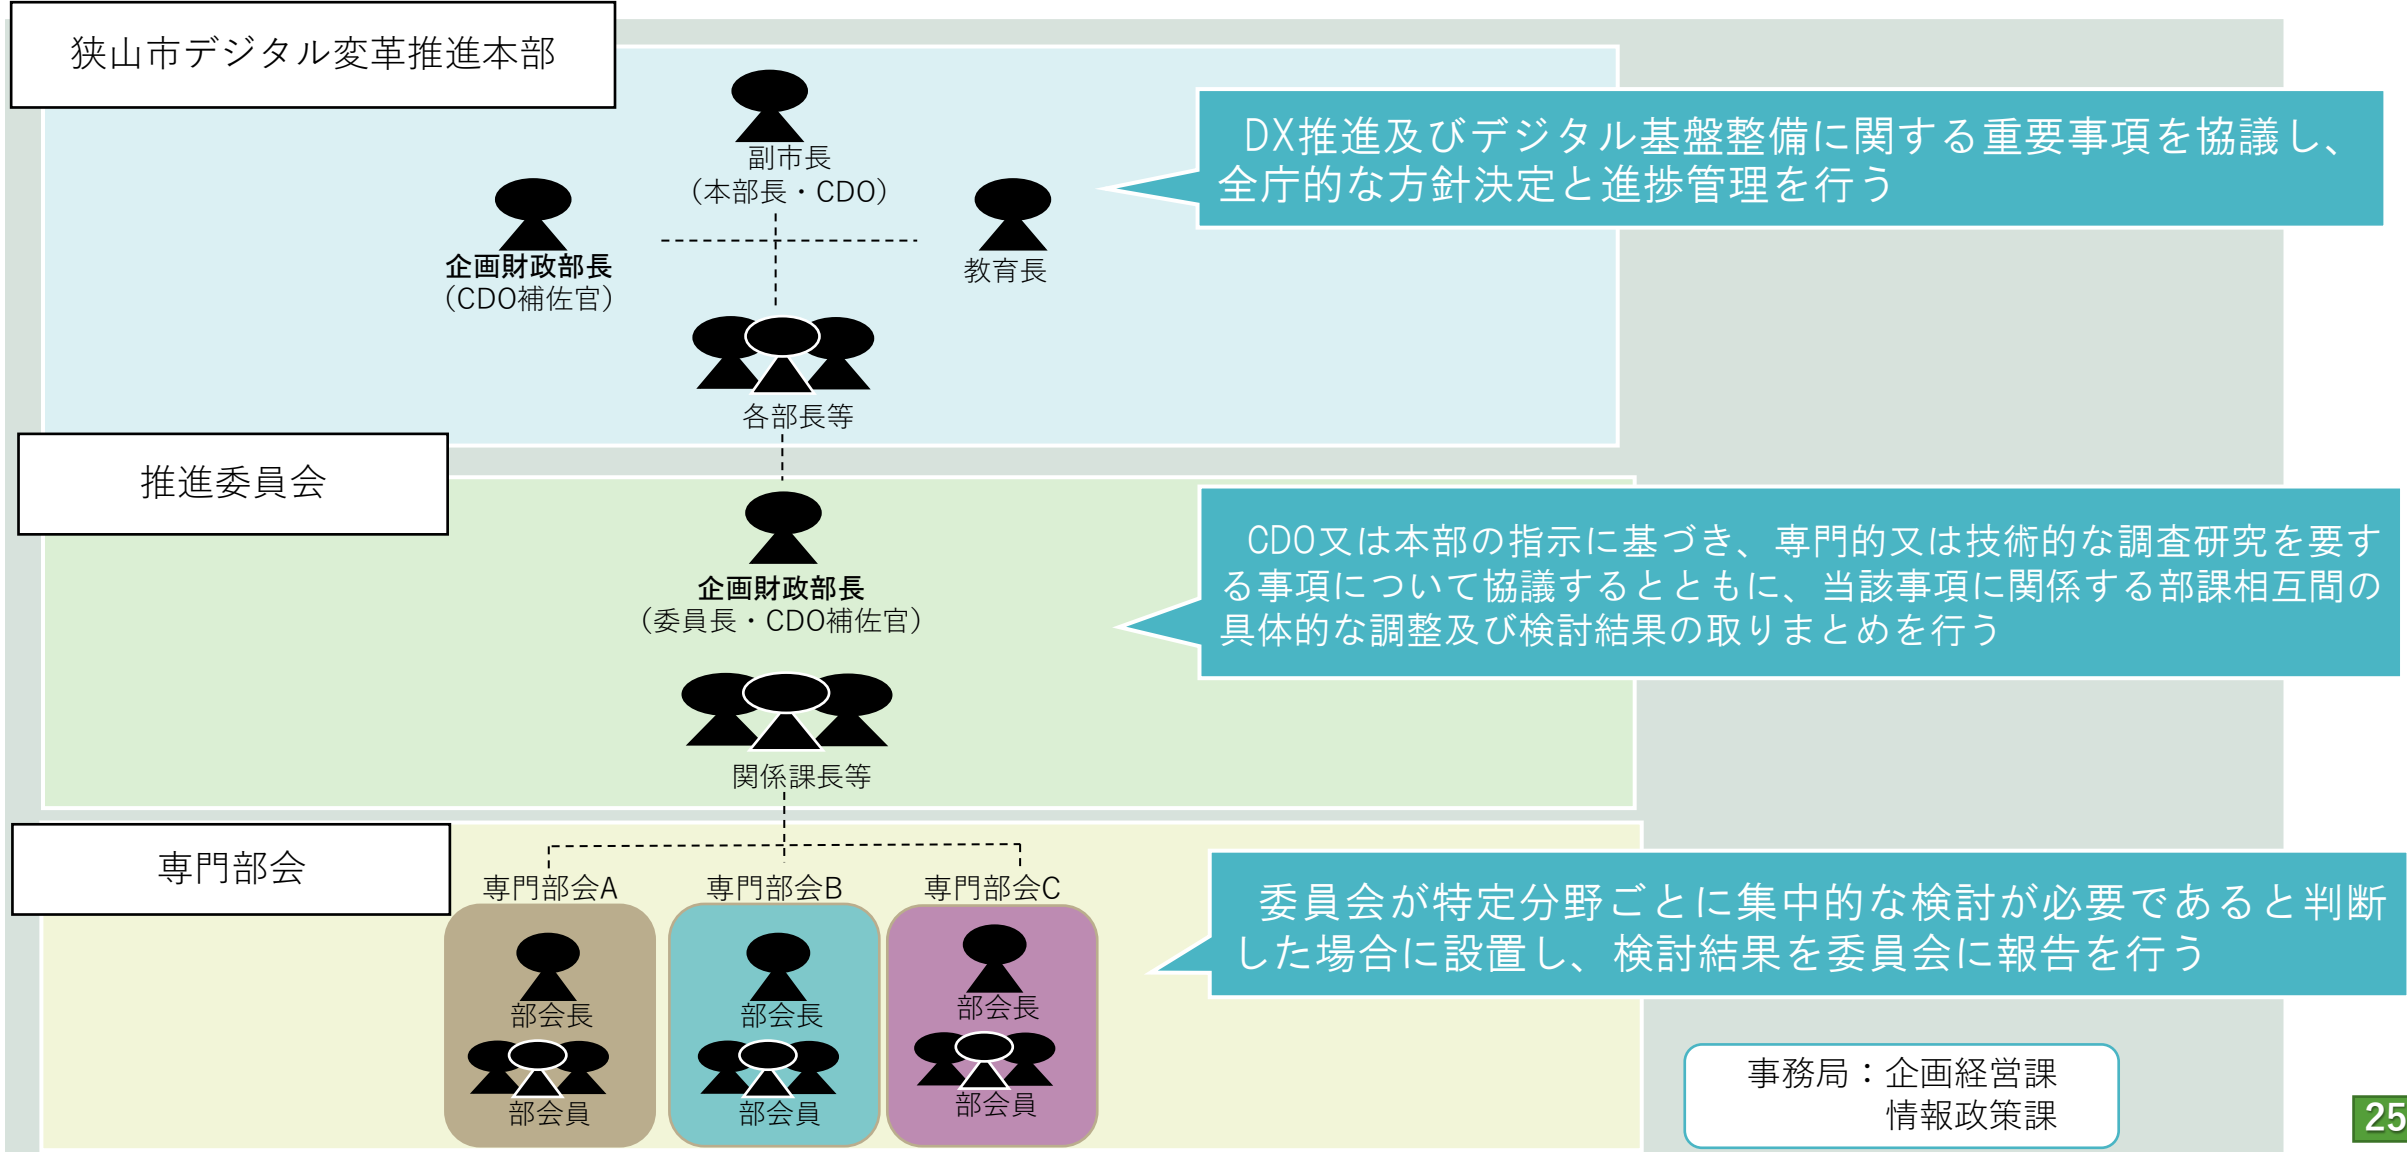 狭山市デジタル変革推進本部
副市長
（本部長・CDO）
企画財政部長
（CDO補佐官）
教育長
各部長等
DX推進及びデジタル基盤整備に関する重要事項を協議し、
全庁的な方針決定と進捗管理を行う
推進委員会
企画財政部長
（委員長・CDO補佐官）
関係課長等
CDO又は本部の指示に基づき、専門的又は技術的な調査研究を要す
る事項について協議するとともに、当該事項に関係する部課相互間の
具体的な調整及び検討結果の取りまとめを行う
専門部会
専門部会A
部会長
部会員
専門部会B
部会長
部会員
専門部会C
部会長
部会員
委員会が特定分野ごとに集中的な検討が必要であると判断
した場合に設置し、検討結果を委員会に報告を行う
事務局：企画経営課
情報政策課
25